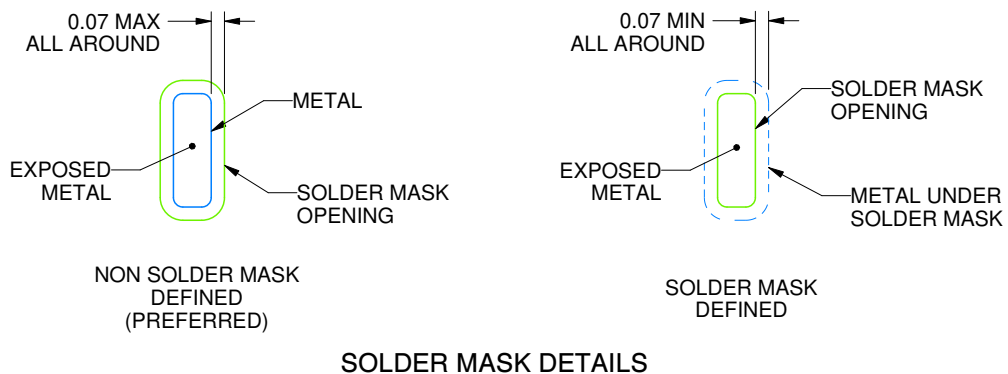 0.07 MAX
ALL AROUND
METAL
EXPOSED
METAL
SOLDER MASK
OPENING
NON SOLDER MASK
DEFINED
(PREFERRED)
0.07 MIN
ALL AROUND
SOLDER MASK
OPENING
EXPOSED
METAL
METAL UNDER
SOLDER MASK
SOLDER MASK
DEFINED
SOLDER MASK DETAILS